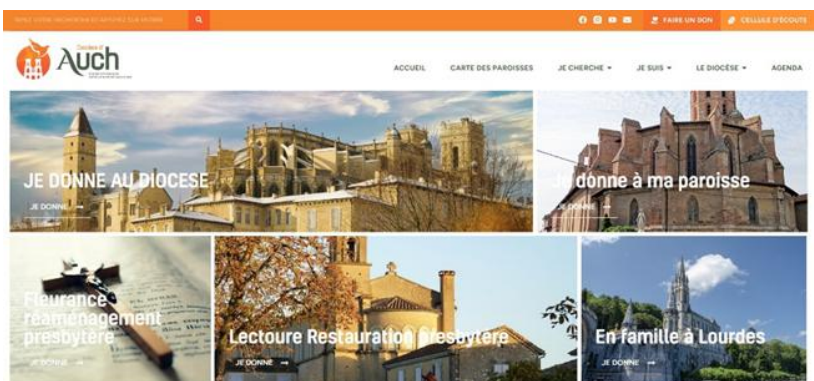 FAIRE UN DON
CELLULE D'ÉCOUTE
Diocèse d'
Auch
ACCUEIL
CARTE DES PAROISSES
JE CHERCHE
JE SUIS
LE DIOCÈSE
AGENDA
JE DONNE AU DIOCESE
JE DONNE →
Je donne à ma paroisse
JE DONNE →
Fleurance
réaménagement
presbytère
JE DONNE →
Lectoure Restauration presbytère
JE DONNE →
En famille à Lourdes
JE DONNE →